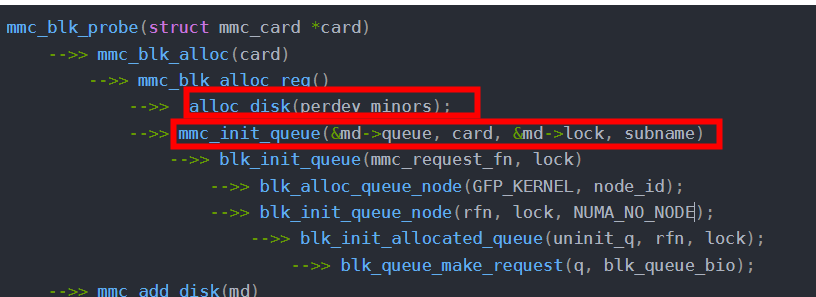 mmc_blk_probe(struct mmc_card *card)
-->> mmc_blk_alloc(card)
-->> mmc_blk_alloc_req()
-->> alloc_disk(perdev_minors);
-->> mmc_init_queue(&md->queue, card, &md->lock, subname)
-->> blk_init_queue(mmc_request_fn, lock)
-->> blk_alloc_queue_node(GFP_KERNEL, node_id);
-->> blk_init_queue_node(rfn, lock, NUMA_NO_NODE);
-->> blk_init_allocated_queue(uninit_q, rfn, lock);
-->> blk_queue_make_request(q, blk_queue_bio);
-->> mmc_add_disk(md)